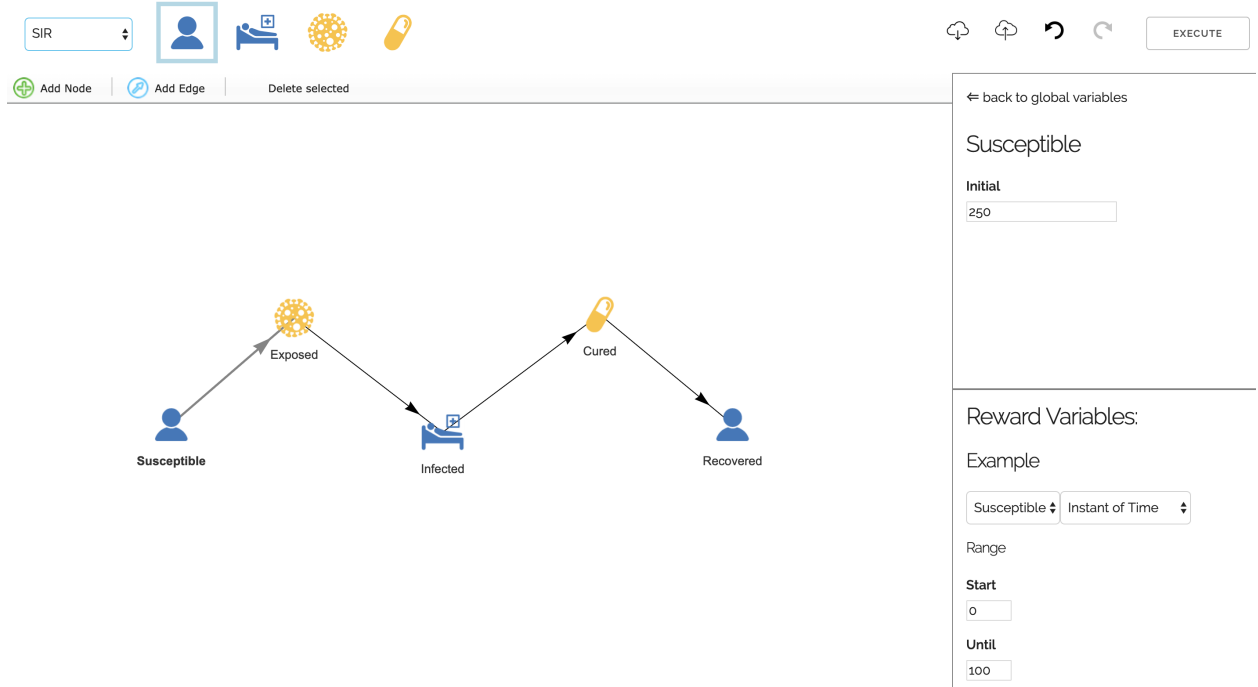 SIR
EXECUTE
Add Node
Add Edge
Delete selected
⇐ back to global variables
Susceptible
Initial
250
Exposed
Cured
Susceptible
Infected
Recovered
Reward Variables:
Example
Susceptible Instant of Time
Range
Start
0
Until
100